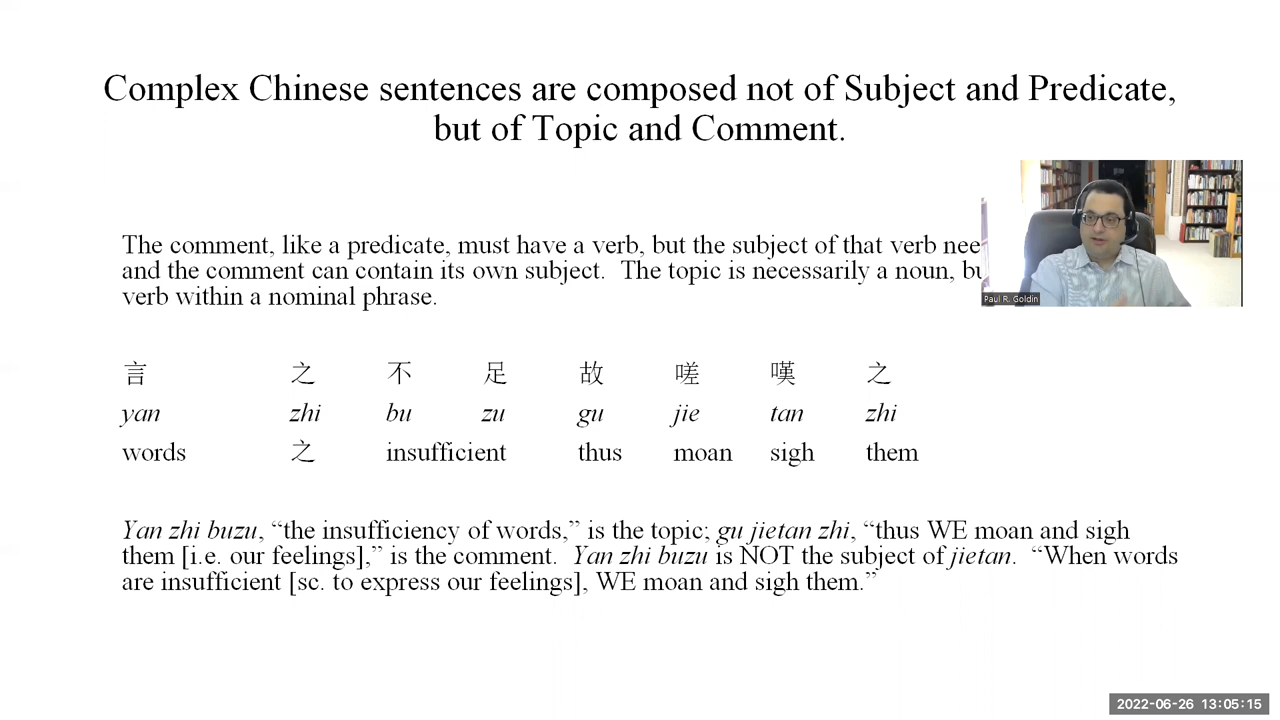 Complex Chinese sentences are composed not of Subject and Predicate,
but of Topic and Comment.
The comment, like a predicate, must have a verb, but the subject of that verb
and the comment can contain its own subject. The topic is necessarily a noun,
verb within a nominal phrase.
Paul R. Goldin
言 之 不 足 故 嗟 嘆 之
yan zhi bu zu gu jie tan zhi
words 之 insufficient thus moan sigh them
Yan zhi buzu, “the insufficiency of words,” is the topic; gu jietan zhi, “thus WE moan and sigh
them [i.e. our feelings],” is the comment. Yan zhi buzu is NOT the subject of jietan. “When words
are insufficient [sc. to express our feelings], WE moan and sigh them.”
2022-06-26 13:05:15